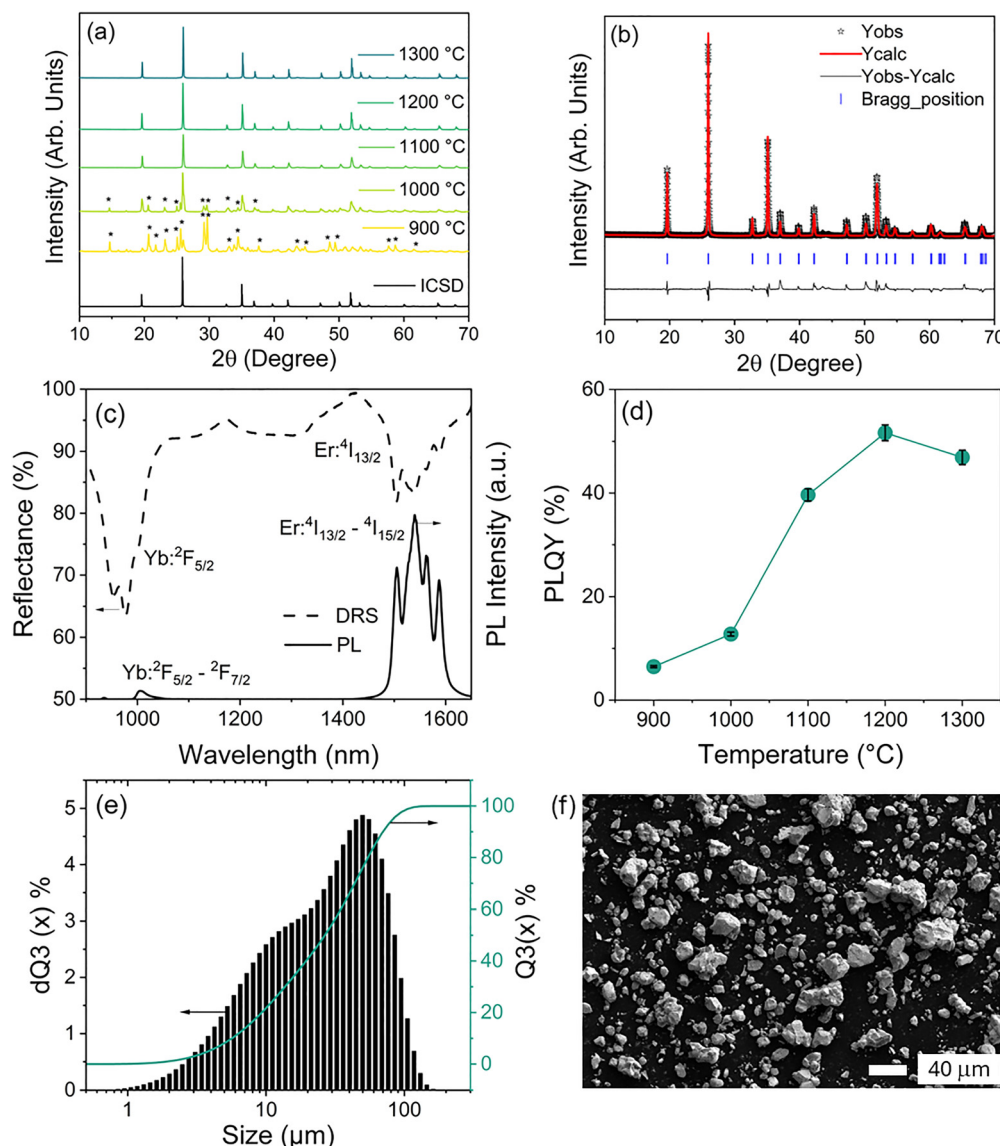 (a)
1300 °C
1200 °C
1100 °C
1000 °C
900 °C
ICSD
Intensity (Arb. Units)
10 20 30 40 50 60 70
2θ (Degree)
(b)
Yobs
Ycalc
Yobs-Ycalc
Bragg_position
Intensity (Arb. Units)
10 20 30 40 50 60 70
2θ (Degree)
(c)
100
90
80
70
60
50
Reflectance (%)
Er:⁴I₁₃/₂
Er:⁴I₁₃/₂ - ⁴I₁₅/₂
Yb:²F₅/₂
DRS
PL
Yb:²F₅/₂ - ²F₇/₂
PL Intensity (a.u.)
1000 1200 1400 1600
Wavelength (nm)
(d)
60
40
20
0
PLQY (%)
900 1000 1100 1200 1300
Temperature (°C)
(e)
5
4
3
2
1
0
dQ3 (x) %
100
80
60
40
20
0
Q3(x) %
1 10 100
Size (µm)
(f)
40 µm